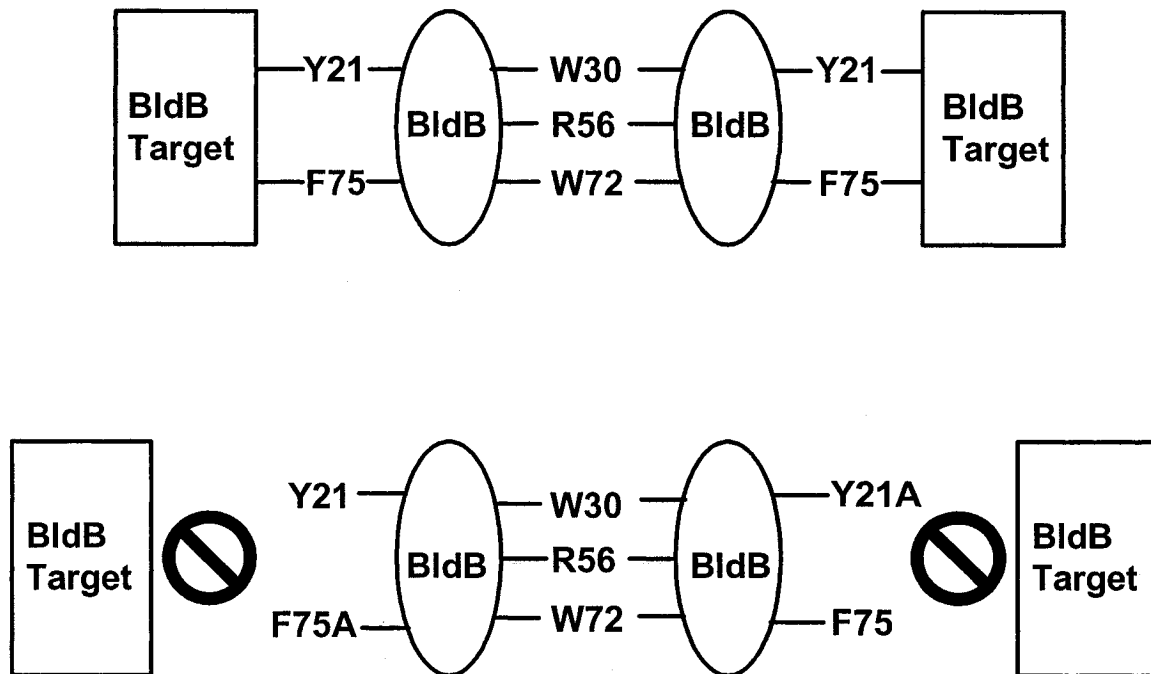 Y21 W30 Y21
BldB Target BldB R56 BldB BldB Target
F75 W72 F75
Y21 W30 Y21A
BldB Target BldB R56 BldB BldB Target
F75A W72 F75